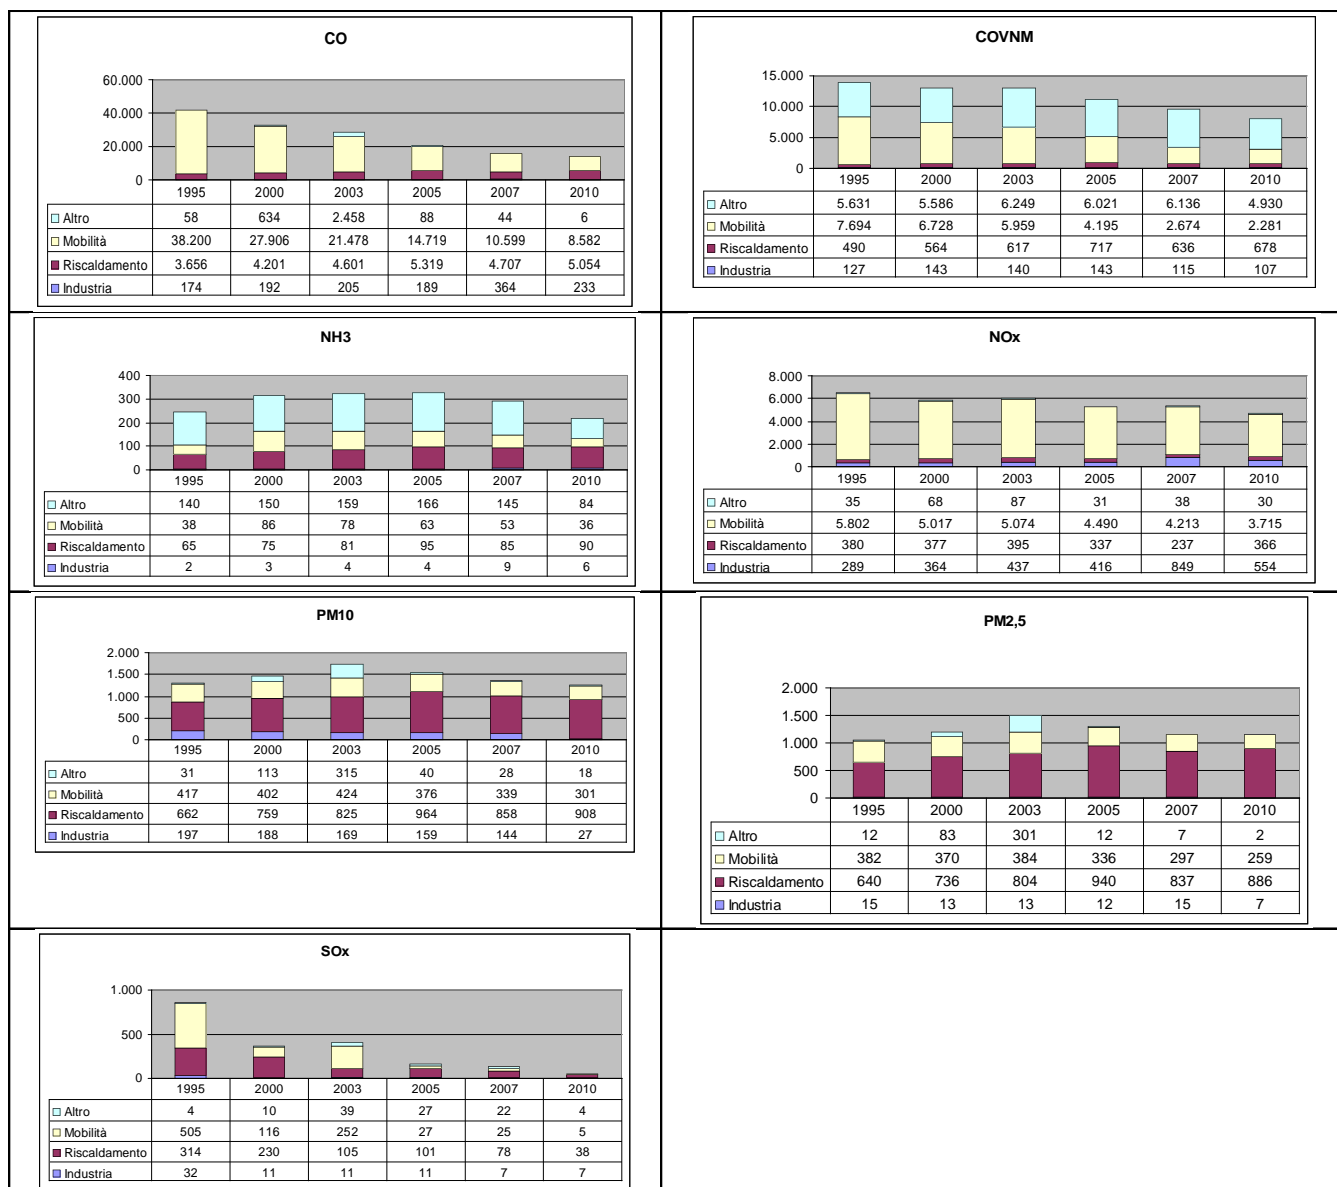 CO
60.000
40.000
20.000
0
1995 2000 2003 2005 2007 2010
Altro 58 634 2.458 88 44 6
Mobilità 38.200 27.906 21.478 14.719 10.599 8.582
Riscaldamento 3.656 4.201 4.601 5.319 4.707 5.054
Industria 174 192 205 189 364 233
COVNM
15.000
10.000
5.000
0
1995 2000 2003 2005 2007 2010
Altro 5.631 5.586 6.249 6.021 6.136 4.930
Mobilità 7.694 6.728 5.959 4.195 2.674 2.281
Riscaldamento 490 564 617 717 636 678
Industria 127 143 140 143 115 107
NH3
400
300
200
100
0
1995 2000 2003 2005 2007 2010
Altro 140 150 159 166 145 84
Mobilità 38 86 78 63 53 36
Riscaldamento 65 75 81 95 85 90
Industria 2 3 4 4 9 6
NOx
8.000
6.000
4.000
2.000
0
1995 2000 2003 2005 2007 2010
Altro 35 68 87 31 38 30
Mobilità 5.802 5.017 5.074 4.490 4.213 3.715
Riscaldamento 380 377 395 337 237 366
Industria 289 364 437 416 849 554
PM10
2.000
1.500
1.000
500
0
1995 2000 2003 2005 2007 2010
Altro 31 113 315 40 28 18
Mobilità 417 402 424 376 339 301
Riscaldamento 662 759 825 964 858 908
Industria 197 188 169 159 144 27
PM2,5
2.000
1.500
1.000
500
0
1995 2000 2003 2005 2007 2010
Altro 12 83 301 12 7 2
Mobilità 382 370 384 336 297 259
Riscaldamento 640 736 804 940 837 886
Industria 15 13 13 12 15 7
SOx
1.000
500
0
1995 2000 2003 2005 2007 2010
Altro 4 10 39 27 22 4
Mobilità 505 116 252 27 25 5
Riscaldamento 314 230 105 101 78 38
Industria 32 11 11 11 7 7